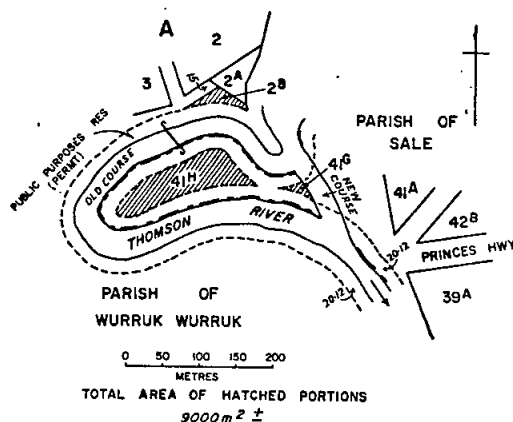 A
2
3
15·A
2A
2B
PUBLIC PURPOSES RES
(PERMT)
OLD COURSE
41H
41G
NEW
COURSE
PARISH OF
SALE
41A
42B
PRINCES HWY
20·12
39A
THOMSON RIVER
20·12
PARISH OF
WURRUK WURRUK
0 50 100 150 200
METRES
TOTAL AREA OF HATCHED PORTIONS
9000m² ±